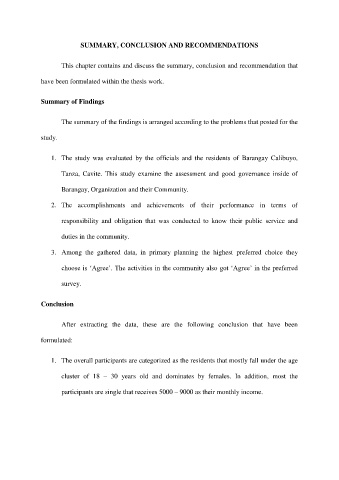 SUMMARY, CONCLUSION AND RECOMMENDATIONS
This chapter contains and discuss the summary, conclusion and recommendation that
have been formulated within the thesis work.
Summary of Findings
The summary of the findings is arranged according to the problems that posted for the
study.
1. The study was evaluated by the officials and the residents of Barangay Calibuyo,
Tanza, Cavite. This study examine the assessment and good governance inside of
Barangay, Organization and their Community.
2. The accomplishments and achievements of their performance in terms of
responsibility and obligation that was conducted to know their public service and
duties in the community.
3. Among the gathered data, in primary planning the highest preferred choice they
choose is ‘Agree’. The activities in the community also got ‘Agree’ in the preferred
survey.
Conclusion
After extracting the data, these are the following conclusion that have been
formulated:
1. The overall participants are categorized as the residents that mostly fall under the age
cluster of 18 – 30 years old and dominates by females. In addition, most the
participants are single that receives 5000 – 9000 as their monthly income.